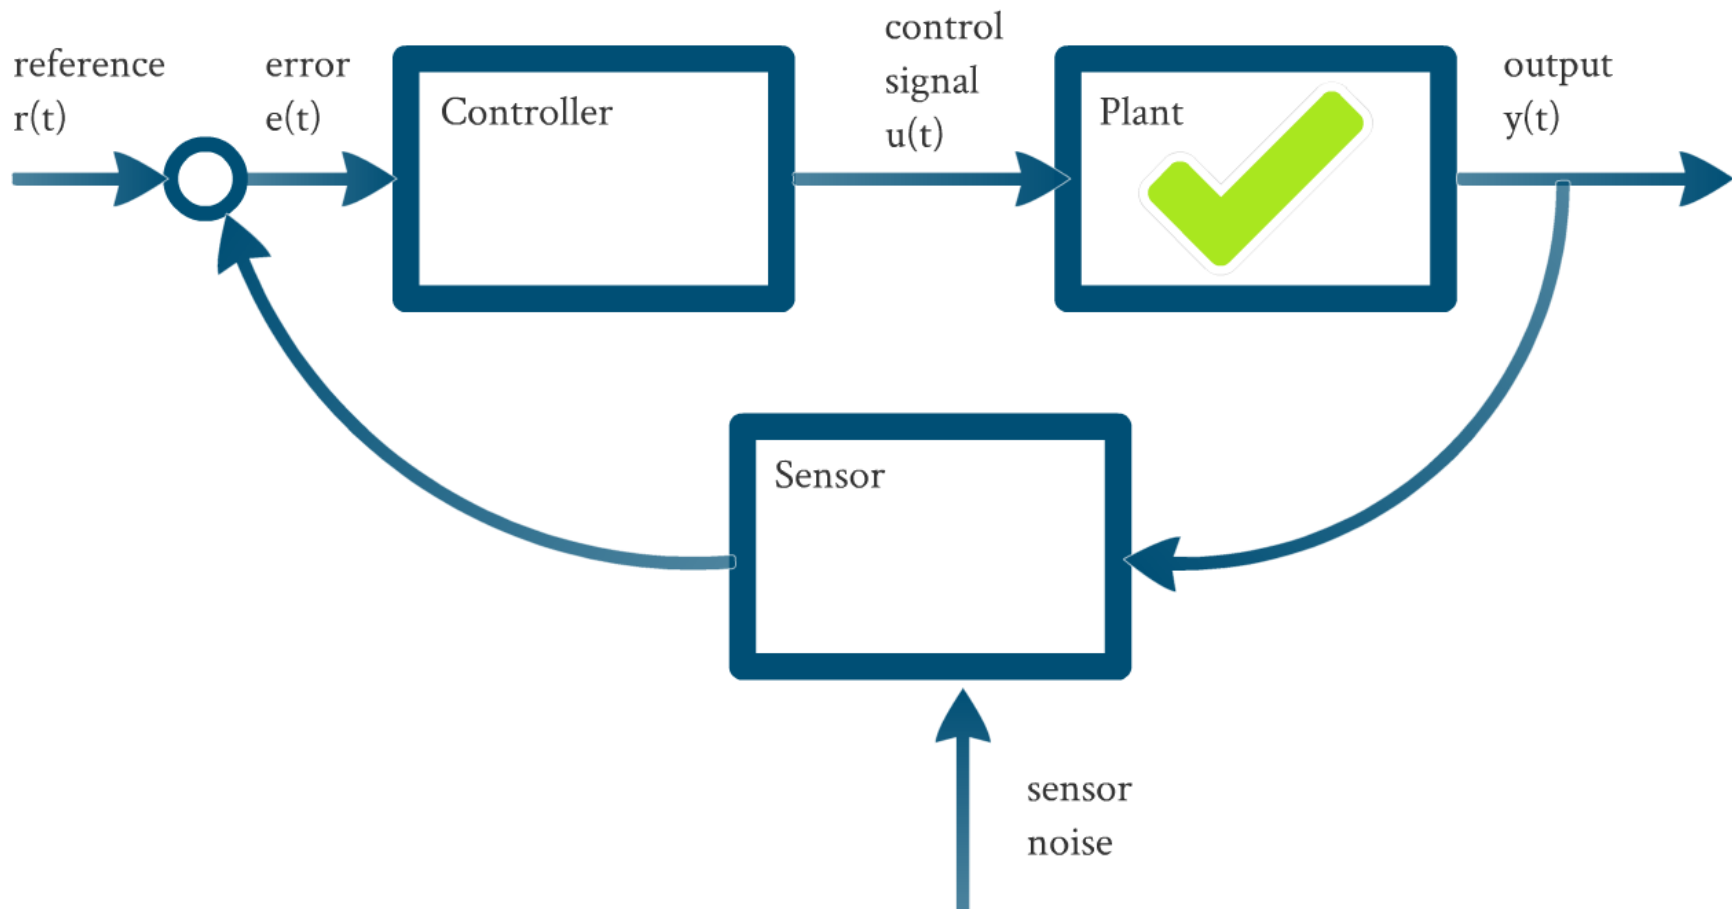 reference
r(t)
error
e(t)
Controller
control
signal
u(t)
Plant
output
y(t)
Sensor
sensor
noise